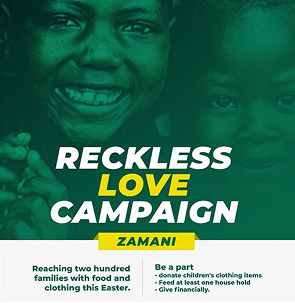 RECKLESS
LOVE
CAMPAIGN
ZAMANI
Reaching two hundred
families with food and
clothing this Easter.
Be a part
- donate children's clothing items
- Feed at least one house hold
- Give financially.